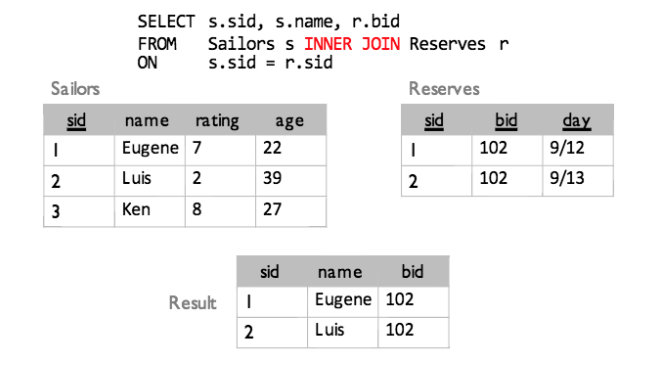 SELECT s.sid, s.name, r.bid
FROM Sailors s INNER JOIN Reserves r
ON s.sid = r.sid
Sailors
sid name rating age
1 Eugene 7 22
2 Luis 2 39
3 Ken 8 27
Reserves
sid bid day
1 102 9/12
2 102 9/13
Result
sid name bid
1 Eugene 102
2 Luis 102